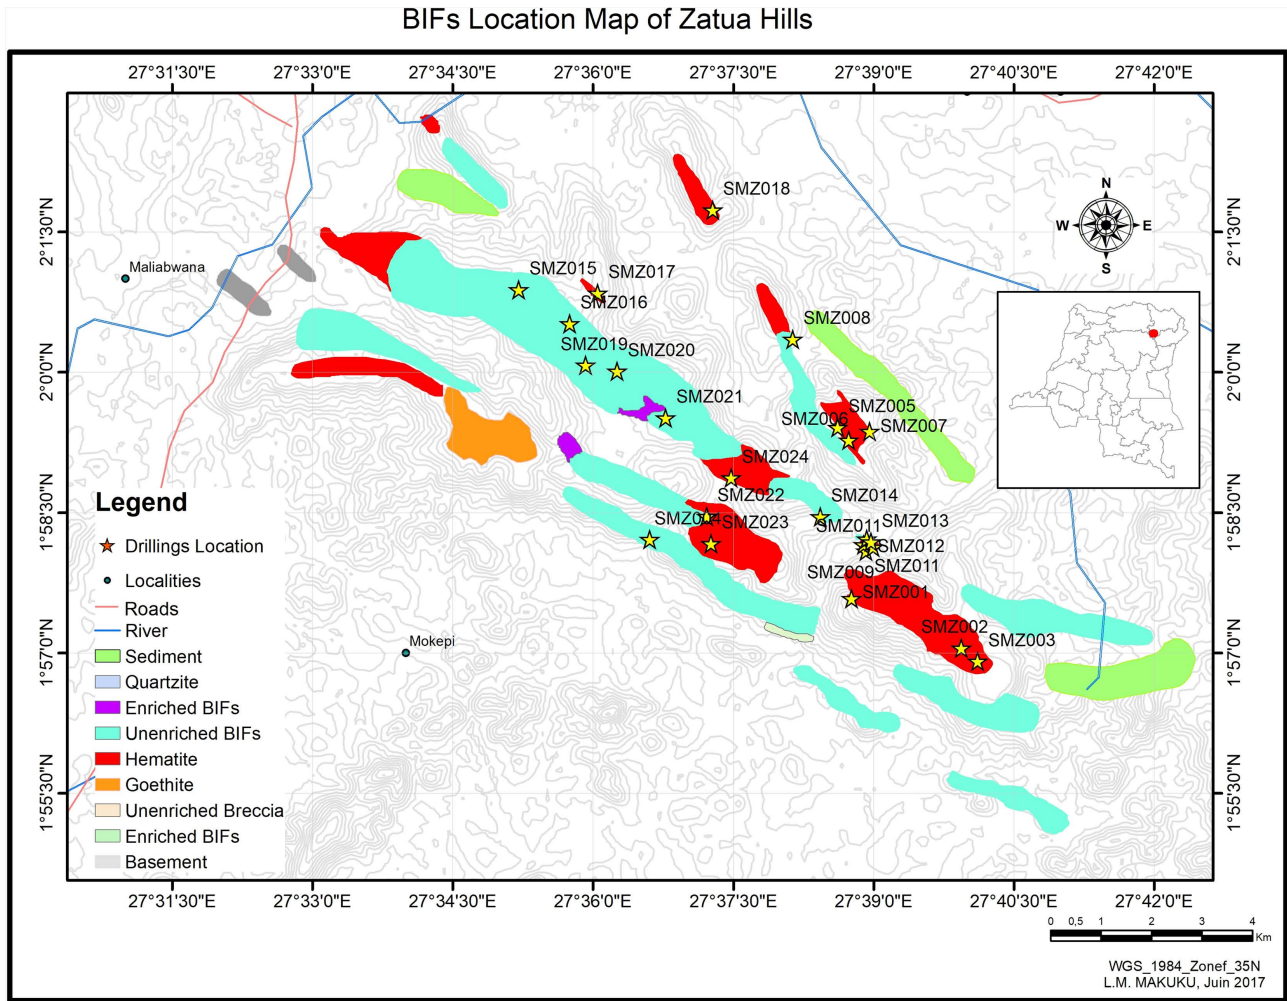 BIFs Location Map of Zatua Hills
27°31'30"E 27°33'0"E 27°34'30"E 27°36'0"E 27°37'30"E 27°39'0"E 27°40'30"E 27°42'0"E
N
W E
S
2°1'30"N
2°1'30"N
2°0'0"N
2°0'0"N
1°58'30"N
1°58'30"N
1°57'0"N
1°57'0"N
1°55'30"N
1°55'30"N
SMZ018
Maliabwana
SMZ015
SMZ017
SMZ016
SMZ008
SMZ019
SMZ020
SMZ021
SMZ005
SMZ006
SMZ007
SMZ024
SMZ022
SMZ014
SMZ023
SMZ011
SMZ013
SMZ012
SMZ009
SMZ011
SMZ001
SMZ002
SMZ003
Mokepi
Legend
Drillings Location
Localities
Roads
River
Sediment
Quartzite
Enriched BIFs
Unenriched BIFs
Hematite
Goethite
Unenriched Breccia
Enriched BIFs
Basement
27°31'30"E 27°33'0"E 27°34'30"E 27°36'0"E 27°37'30"E 27°39'0"E 27°40'30"E 27°42'0"E
0 0,5 1 2 3 4
Km
WGS_1984_Zonef_35N
L.M. MAKUKU, Juin 2017